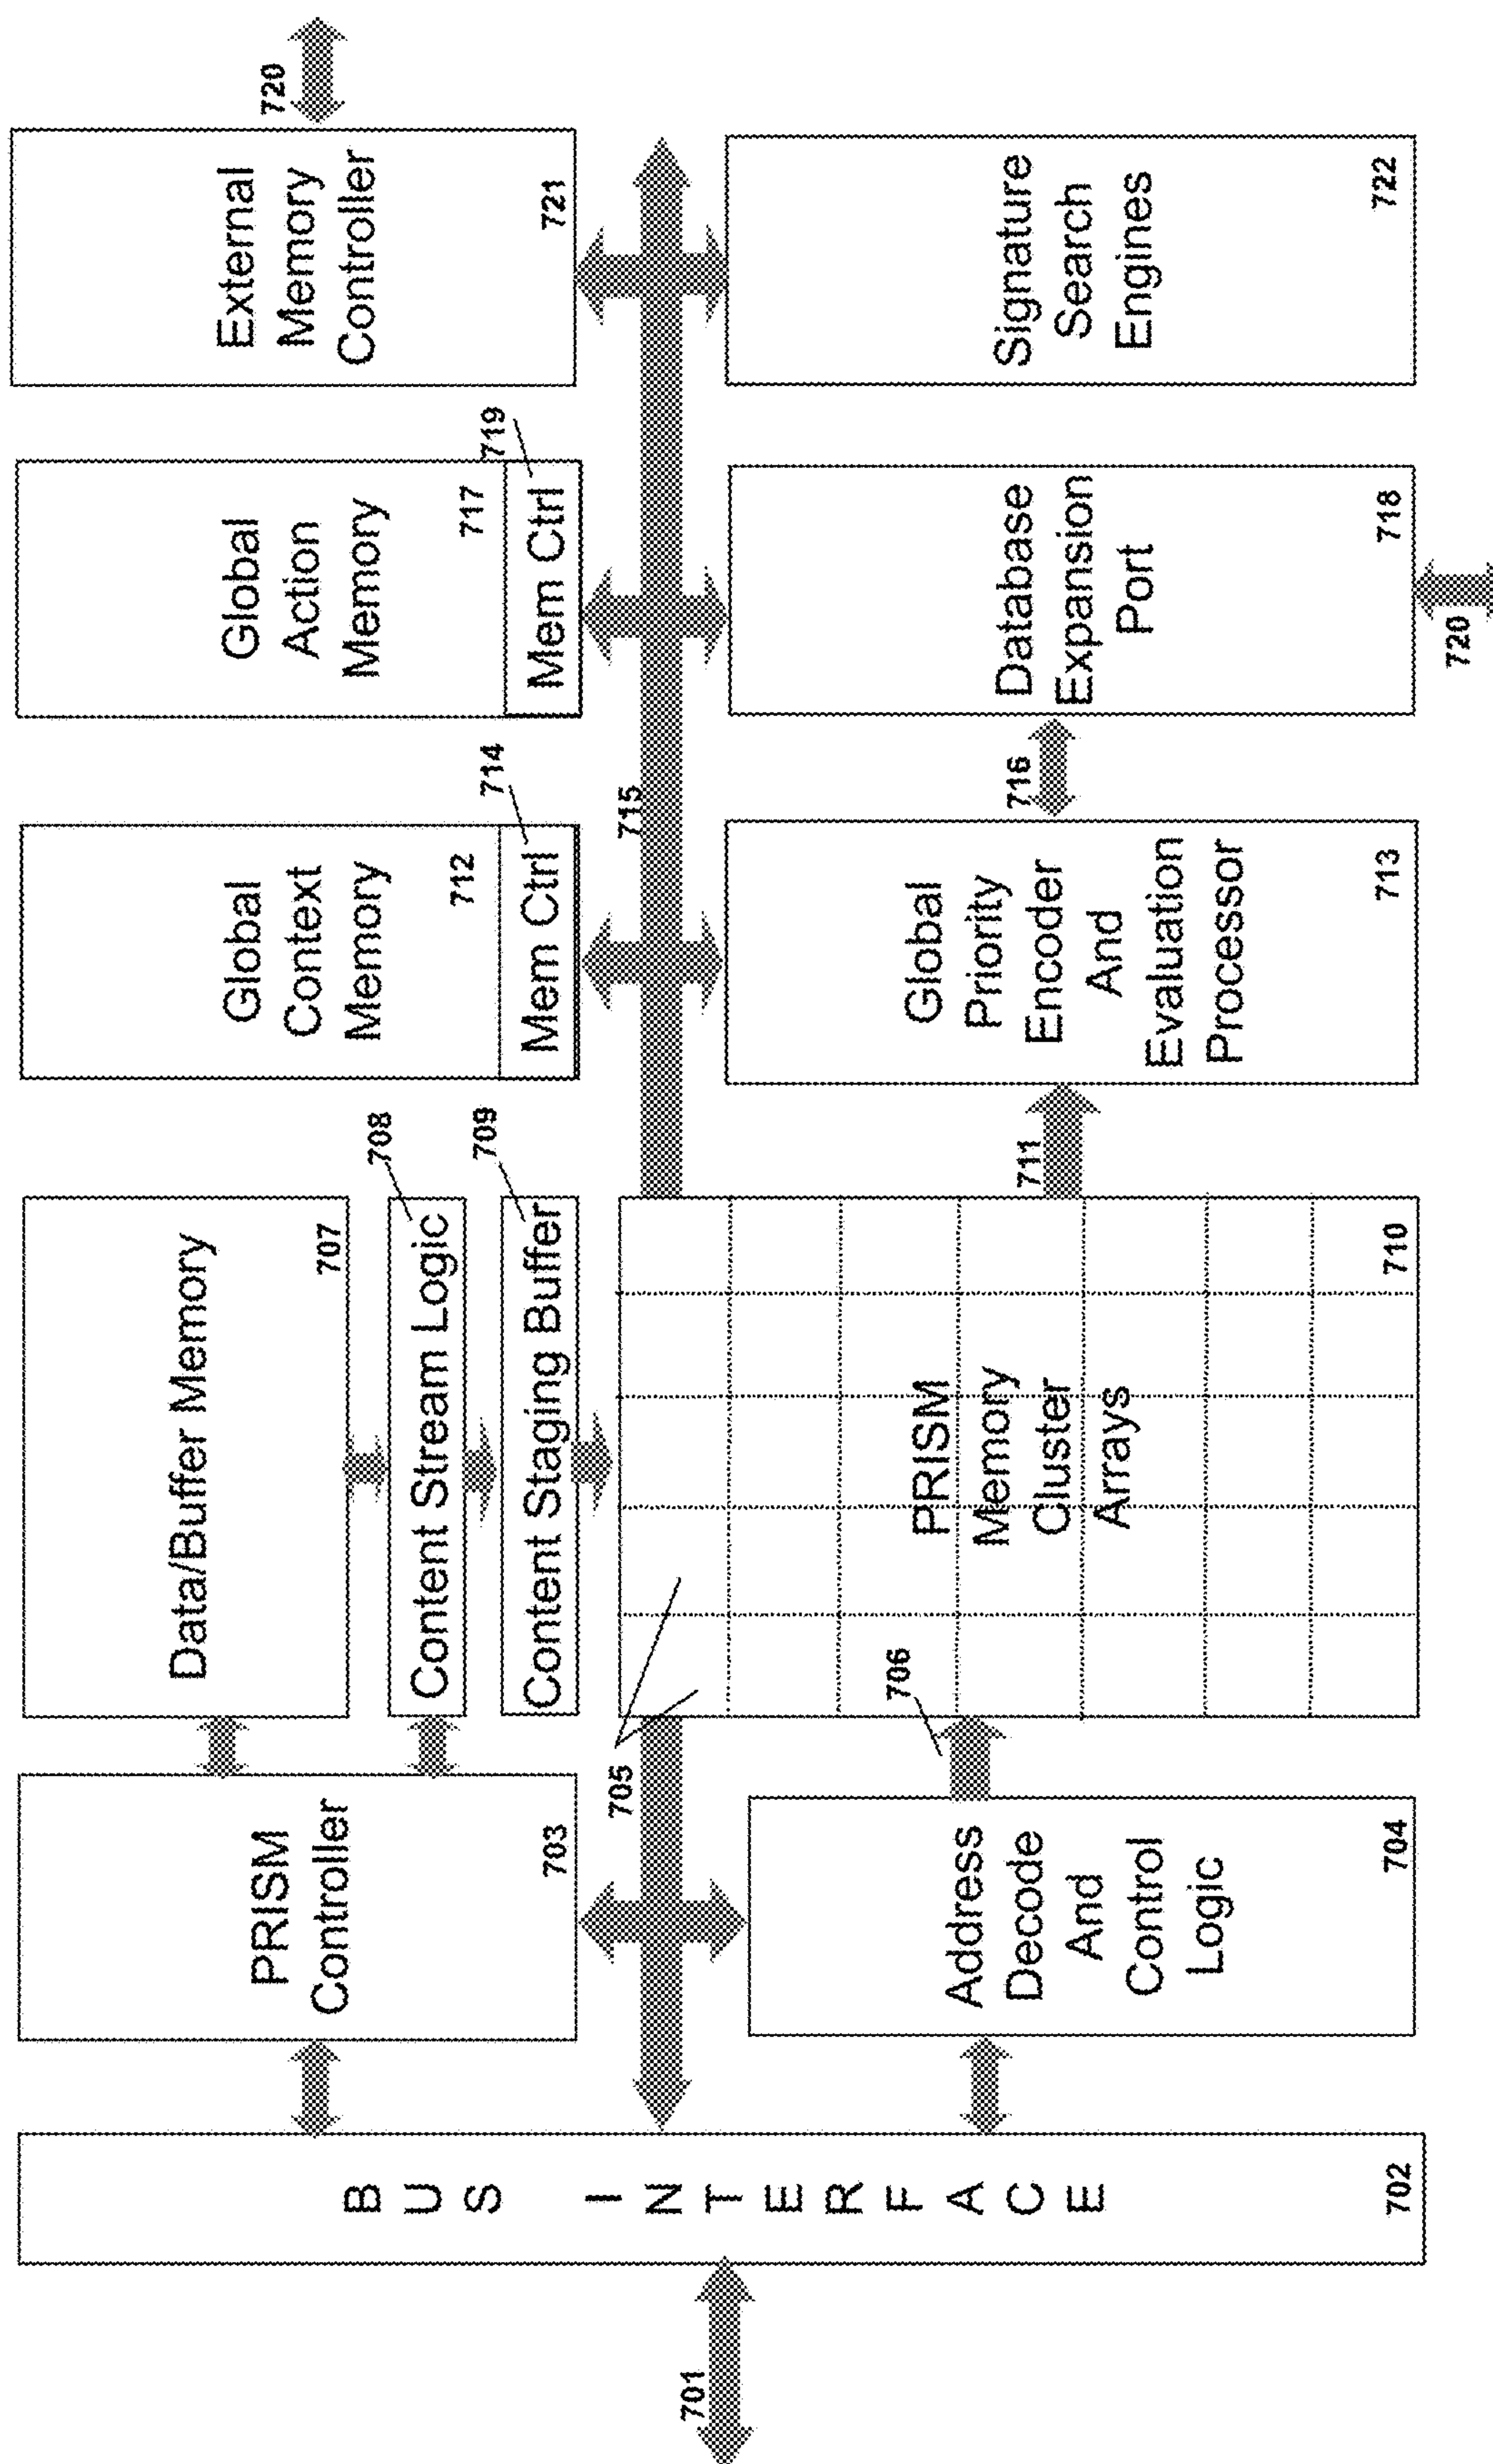 701
BUS INTERFACE
702
PRISM
Controller
703
Address
Decode
And
Control
Logic
704
705
706
Data/Buffer Memory
707
Content Stream Logic
708
Content Staging Buffer
709
PRISM
Memory
Cluster
Arrays
710
711
Global
Context
Memory
712
Mem Ctrl
714
715
Global
Priority
Encoder
And
Evaluation
Processor
713
716
Global
Action
Memory
717
Mem Ctrl
719
Database
Expansion
Port
718
720
External
Memory
Controller
721
720
Signature
Search
Engines
722